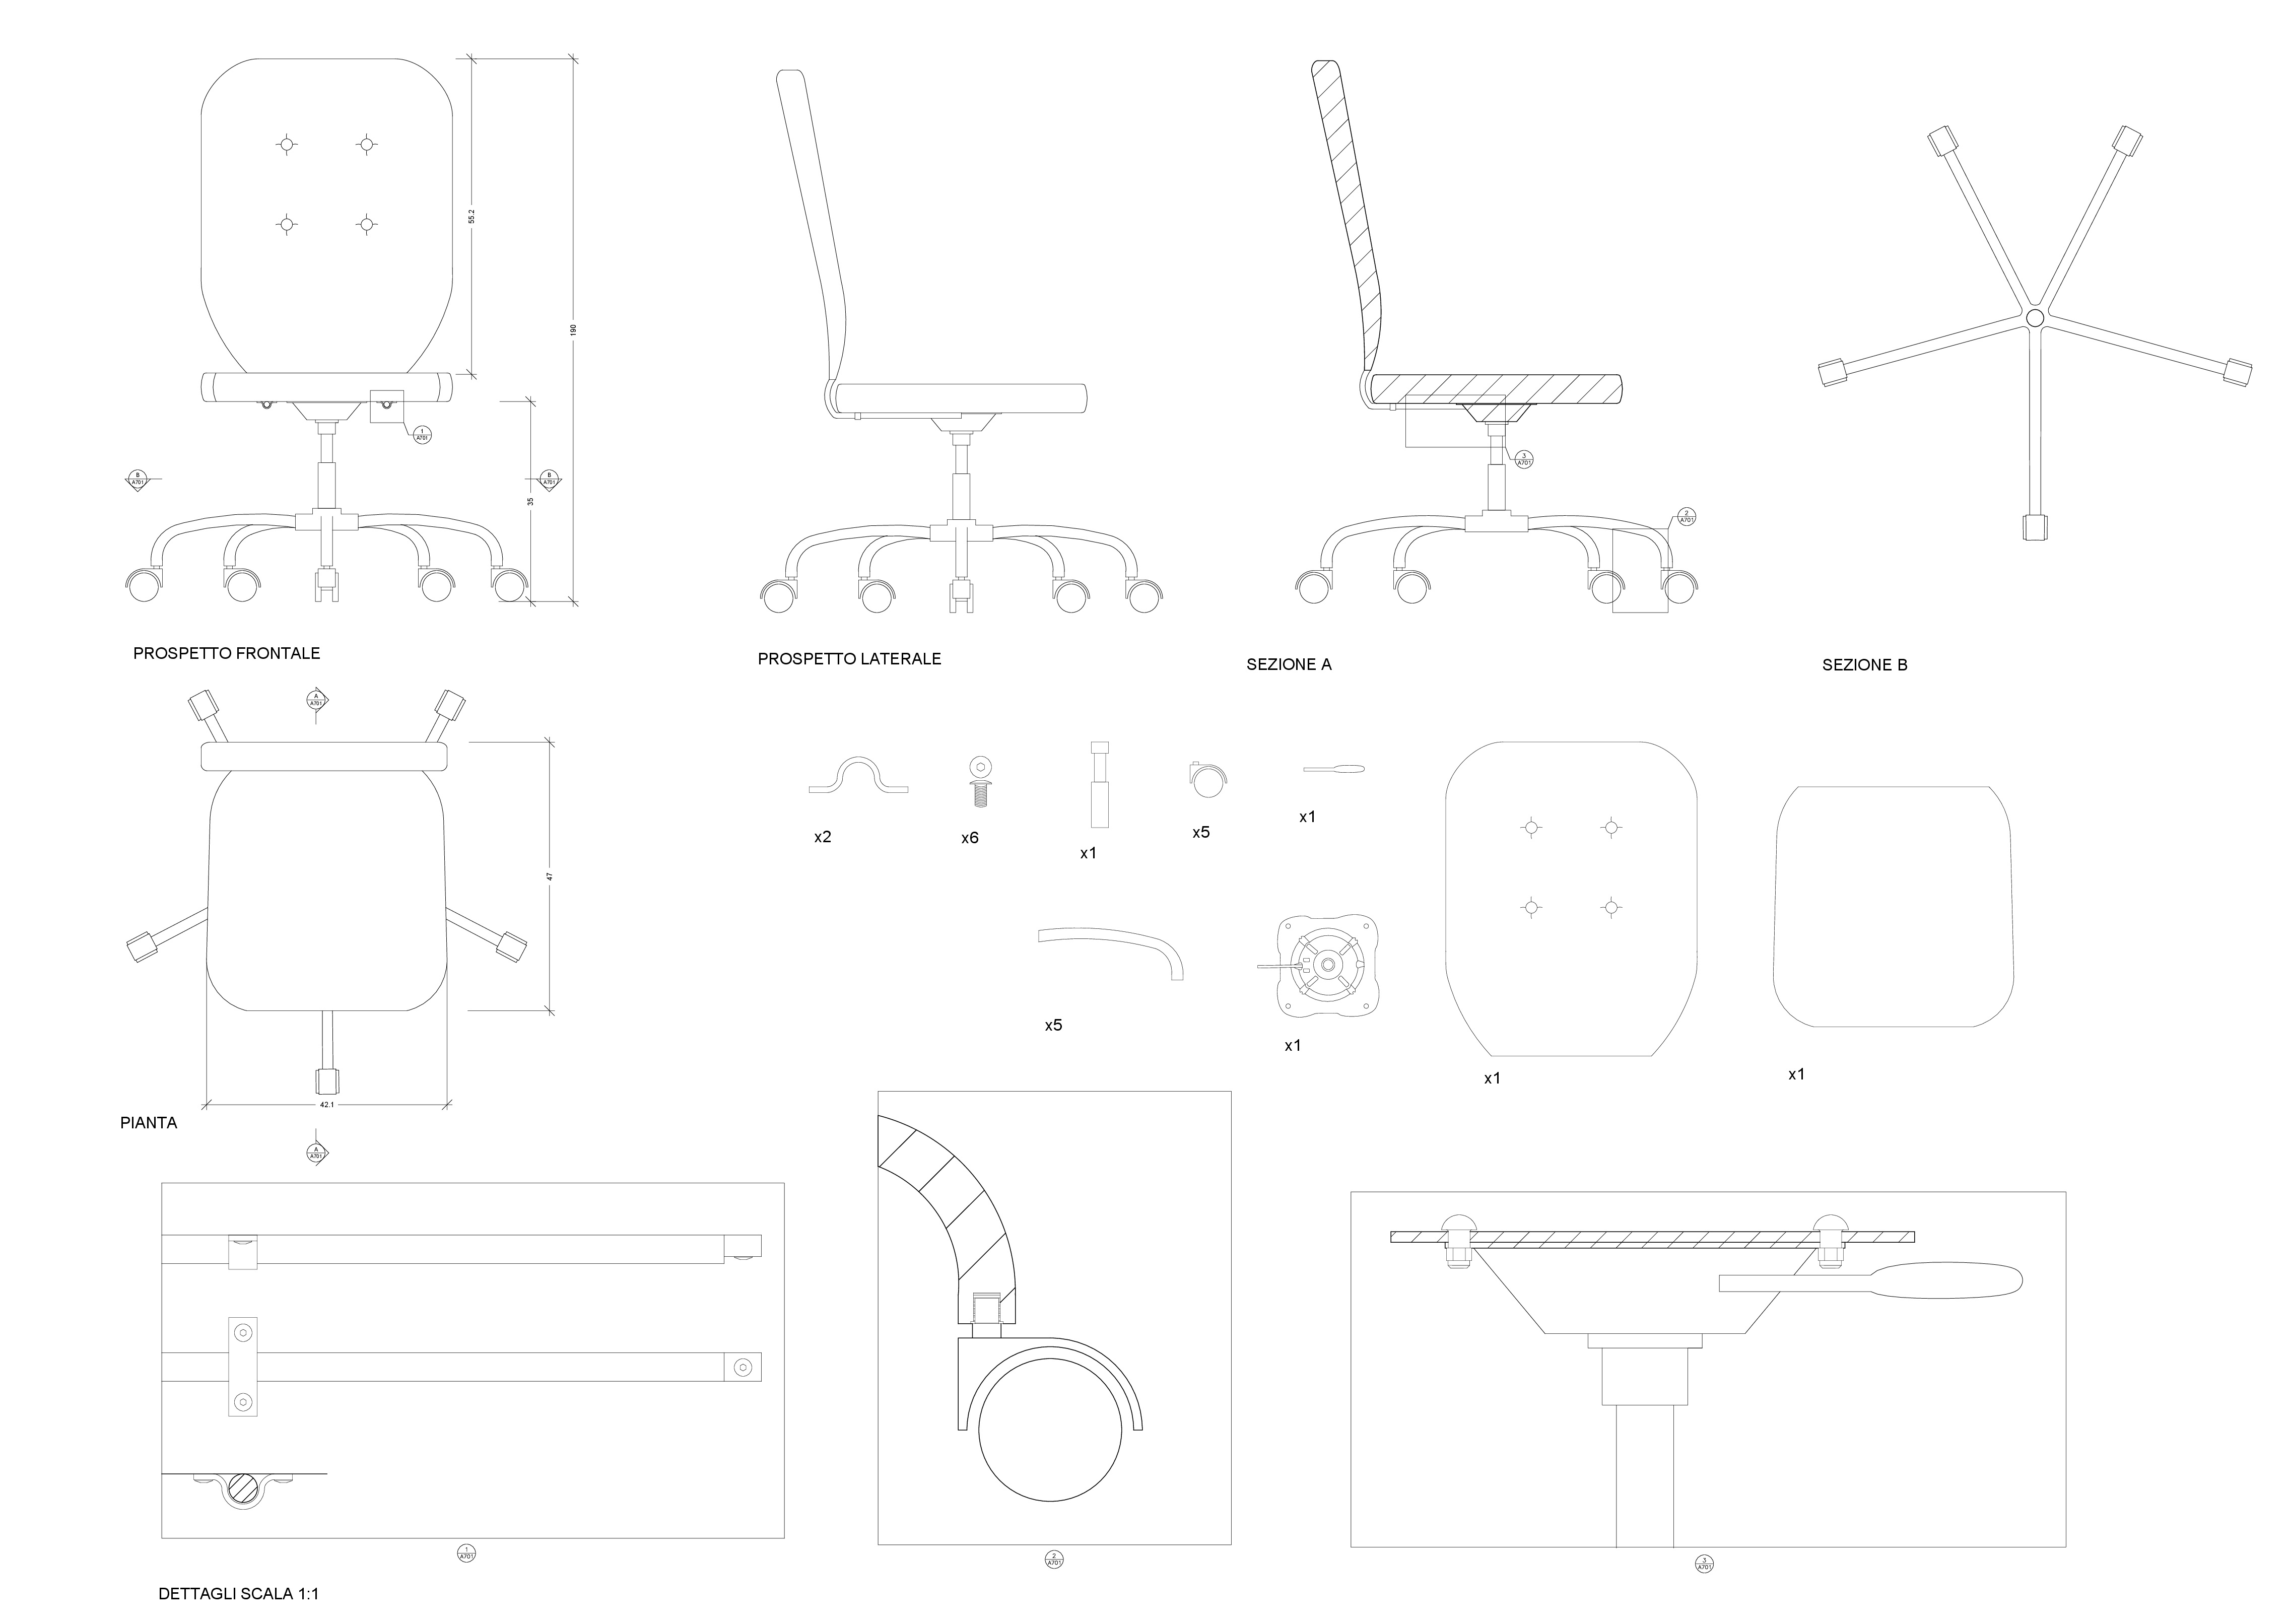 55.2
190
1
A701
B
A701
B
A701
35
3
A701
2
A701
PROSPETTO FRONTALE
PROSPETTO LATERALE
SEZIONE A
SEZIONE B
A
A701
47
x2
x6
x1
x5
x1
x5
x1
x1
x1
42.1
PIANTA
A
A701
1
A701
2
A701
3
A701
DETTAGLI SCALA 1:1